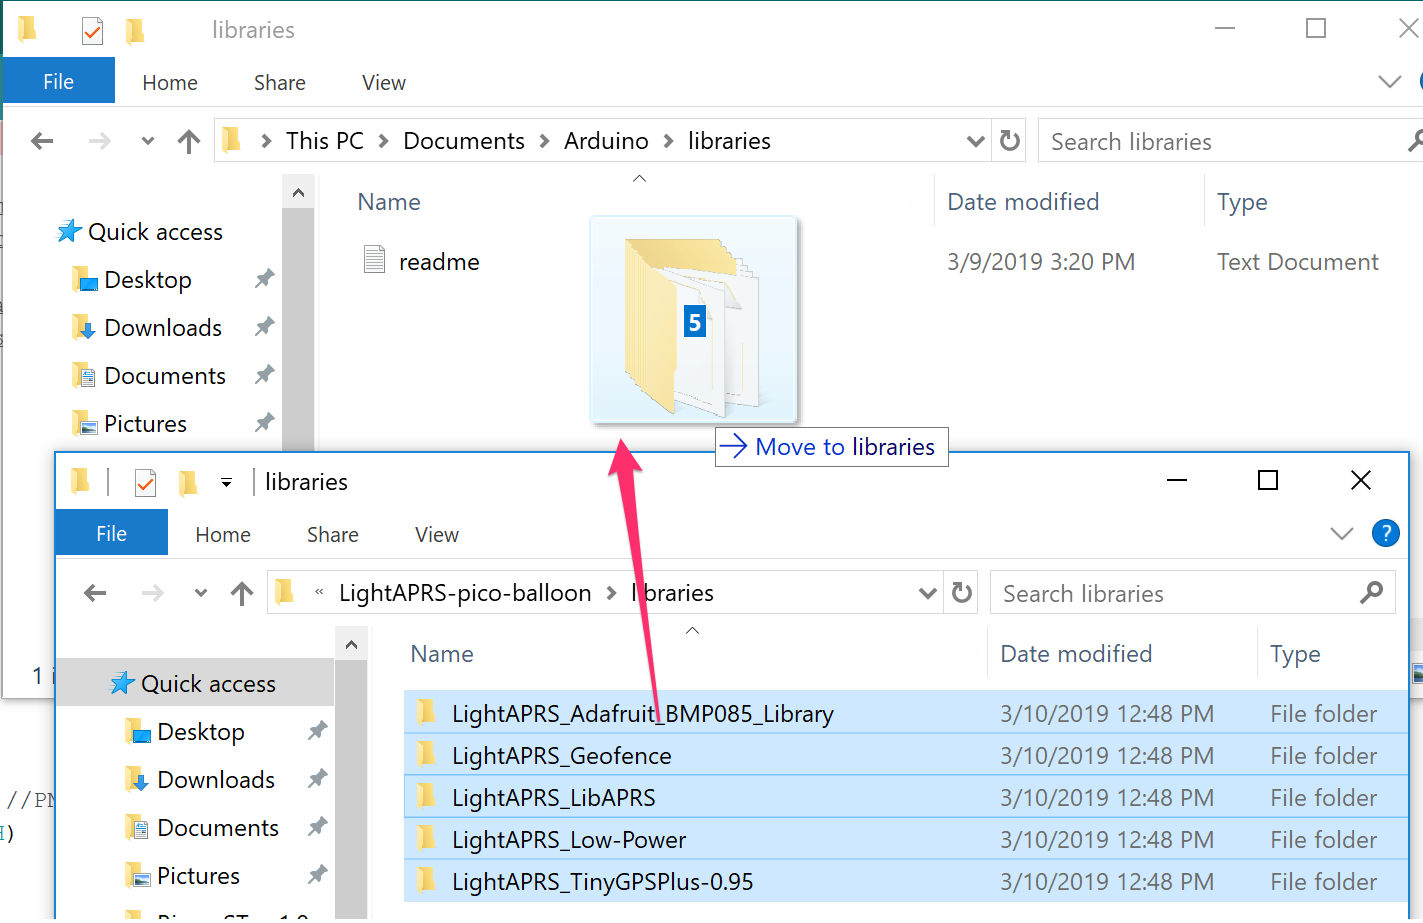 libraries
File Home Share View
This PC Documents Arduino libraries
Search libraries
Name Date modified Type
Quick access
readme 3/9/2019 3:20 PM Text Document
Desktop
Downloads
5
Documents
Pictures
Move to libraries
libraries
File Home Share View
?
« LightAPRS-pico-balloon libraries
Search libraries
Name Date modified Type
1
Quick access
LightAPRS_Adafruit_BMP085_Library 3/10/2019 12:48 PM File folder
Desktop
LightAPRS_Geofence 3/10/2019 12:48 PM File folder
Downloads
LightAPRS_LibAPRS 3/10/2019 12:48 PM File folder
//PM
Documents
LightAPRS_Low-Power 3/10/2019 12:48 PM File folder
)
Pictures
LightAPRS_TinyGPSPlus-0.95 3/10/2019 12:48 PM File folder